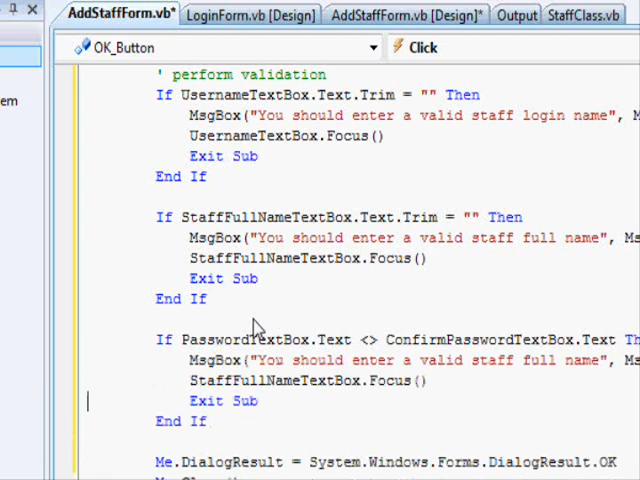 AddStaffForm.vb* LoginForm.vb [Design] AddStaffForm.vb [Design]* Output StaffClass.vb
OK_Button Click
' perform validation
If UsernameTextBox.Text.Trim = "" Then
MsgBox("You should enter a valid staff login name",
UsernameTextBox.Focus()
Exit Sub
End If
If StaffFullNameTextBox.Text.Trim = "" Then
MsgBox("You should enter a valid staff full name",
StaffFullNameTextBox.Focus()
Exit Sub
End If
If PasswordTextBox.Text <> ConfirmPasswordTextBox.Text
MsgBox("You should enter a valid staff full name",
StaffFullNameTextBox.Focus()
Exit Sub
End If
Me.DialogResult = System.Windows.Forms.DialogResult.OK